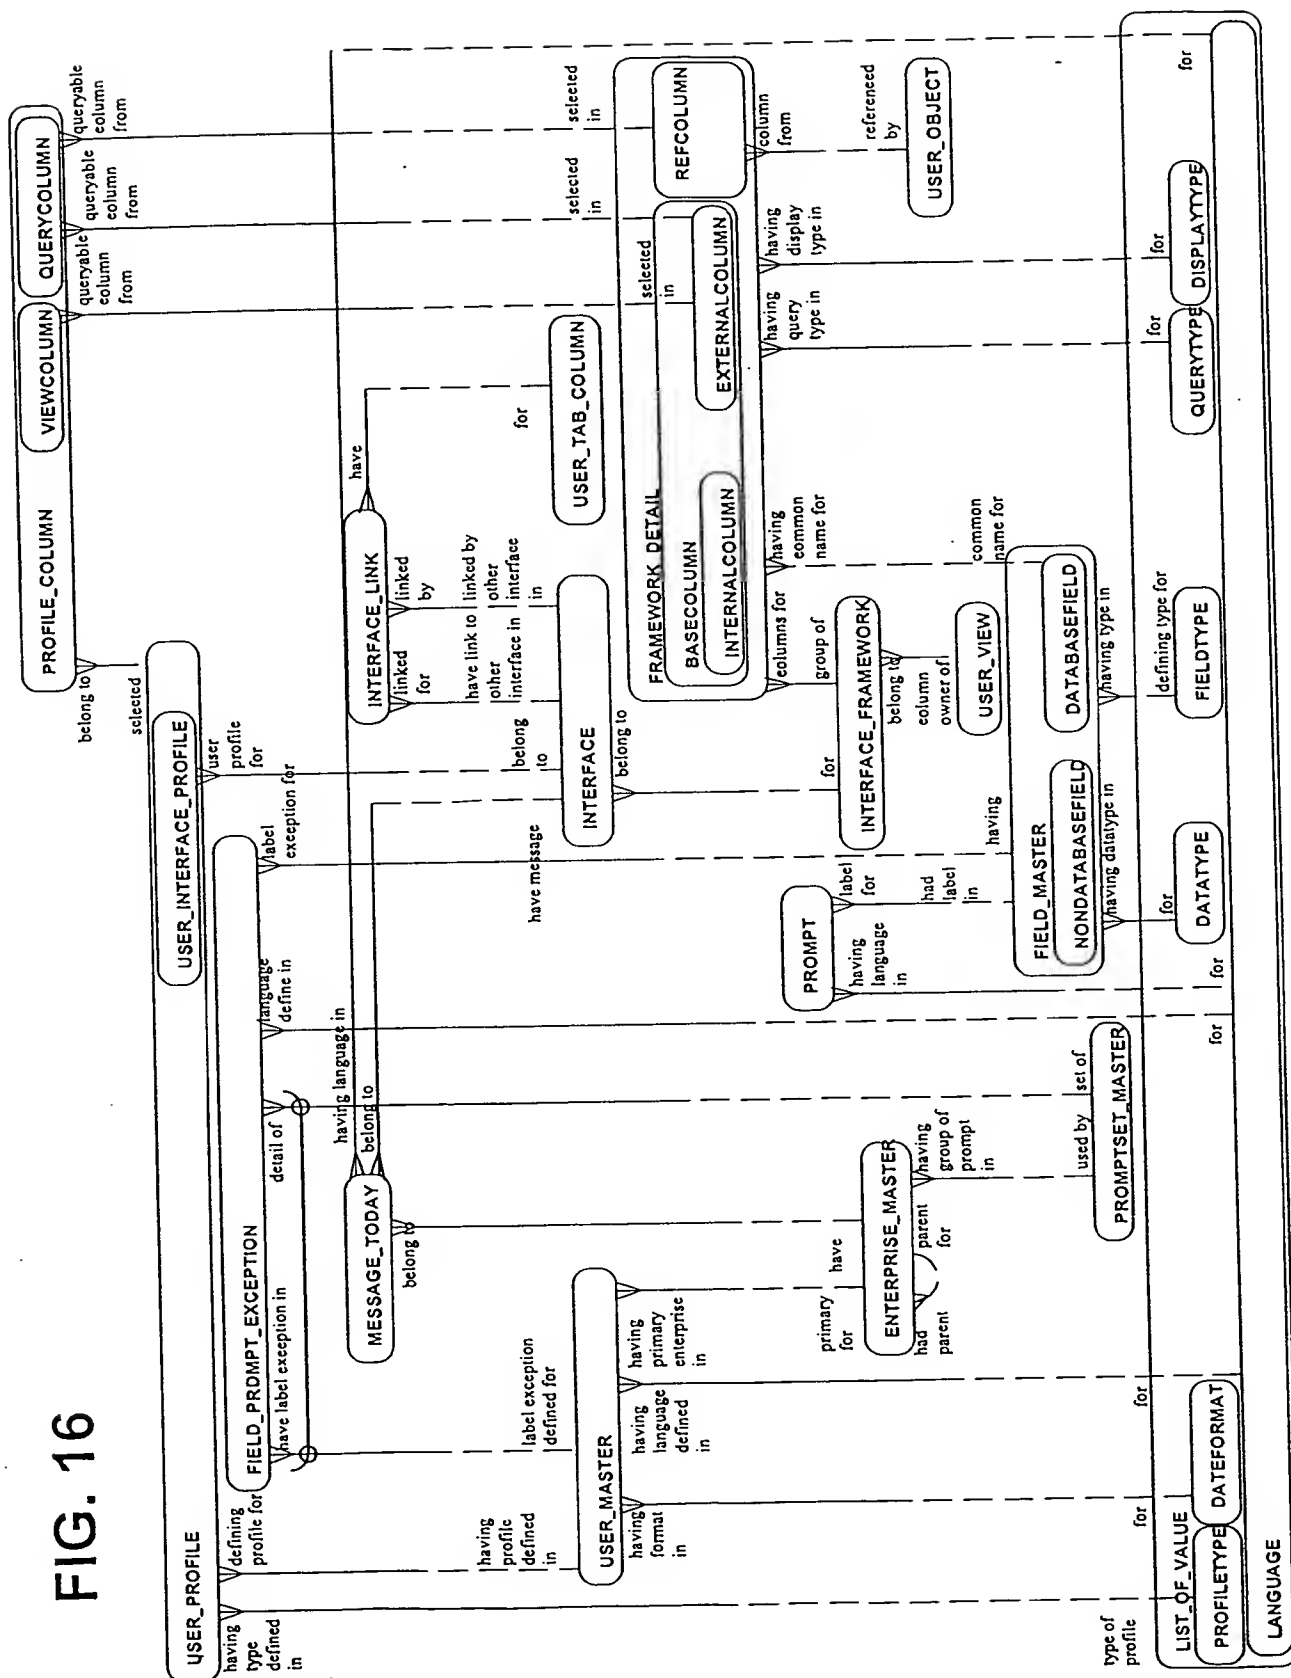 FIG. 16
USER_PROFILE
USER_INTERFACE_PROFILE
PROFILE_COLUMN
VIEWCOLUMN
QUERYCOLUMN
having
type
defined
in
defining
profile for
user
profile
for
belong to
selected
queryable
column
from
queryable
column
from
queryable
column
from
FIELD_PROMPT_EXCEPTION
have label exception in
detail of
language
define in
label
exception for
having language in
belong to
MESSAGE_TODAY
belong to
INTERFACE_LINK
have
linked
for
linked
by
have link to
other
interface in
have linked by
other
interface
in
for
USER_TAB_COLUMN
selected
in
selected
in
selected
in
having
profile
defined
in
label exception
defined for
USER_MASTER
having
format
in
having
language
defined
in
having
primary
enterprise
in
have message
belong
to
INTERFACE
belong to
for
FRAMEWORK_DETAIL
BASECOLUMN
INTERNALCOLUMN
EXTERNALCOLUMN
REFCOLUMN
columns for
group of
having
common
name for
having
query
type in
having
display
type in
column
from
referenced
by
USER_OBJECT
primary
for
have
ENTERPRISE_MASTER
had
parent
parent
for
having
group of
prompt
in
PROMPT
having
language
in
label
for
had
label
in
INTERFACE_FRAMEWORK
belong to
column
owner of
USER_VIEW
having
common
name for
FIELD_MASTER
NONDATABASEFIELD
DATABASEFIELD
having datatype in
having type in
used by
set of
PROMPTSET_MASTER
type of
profile
for
for
for
for
for
defining type for
for
for
for
LIST_OF_VALUE
PROFILETYPE
DATEFORMAT
DATATYPE
FIELDTYPE
QUERYTYPE
DISPLAYTYPE
LANGUAGE